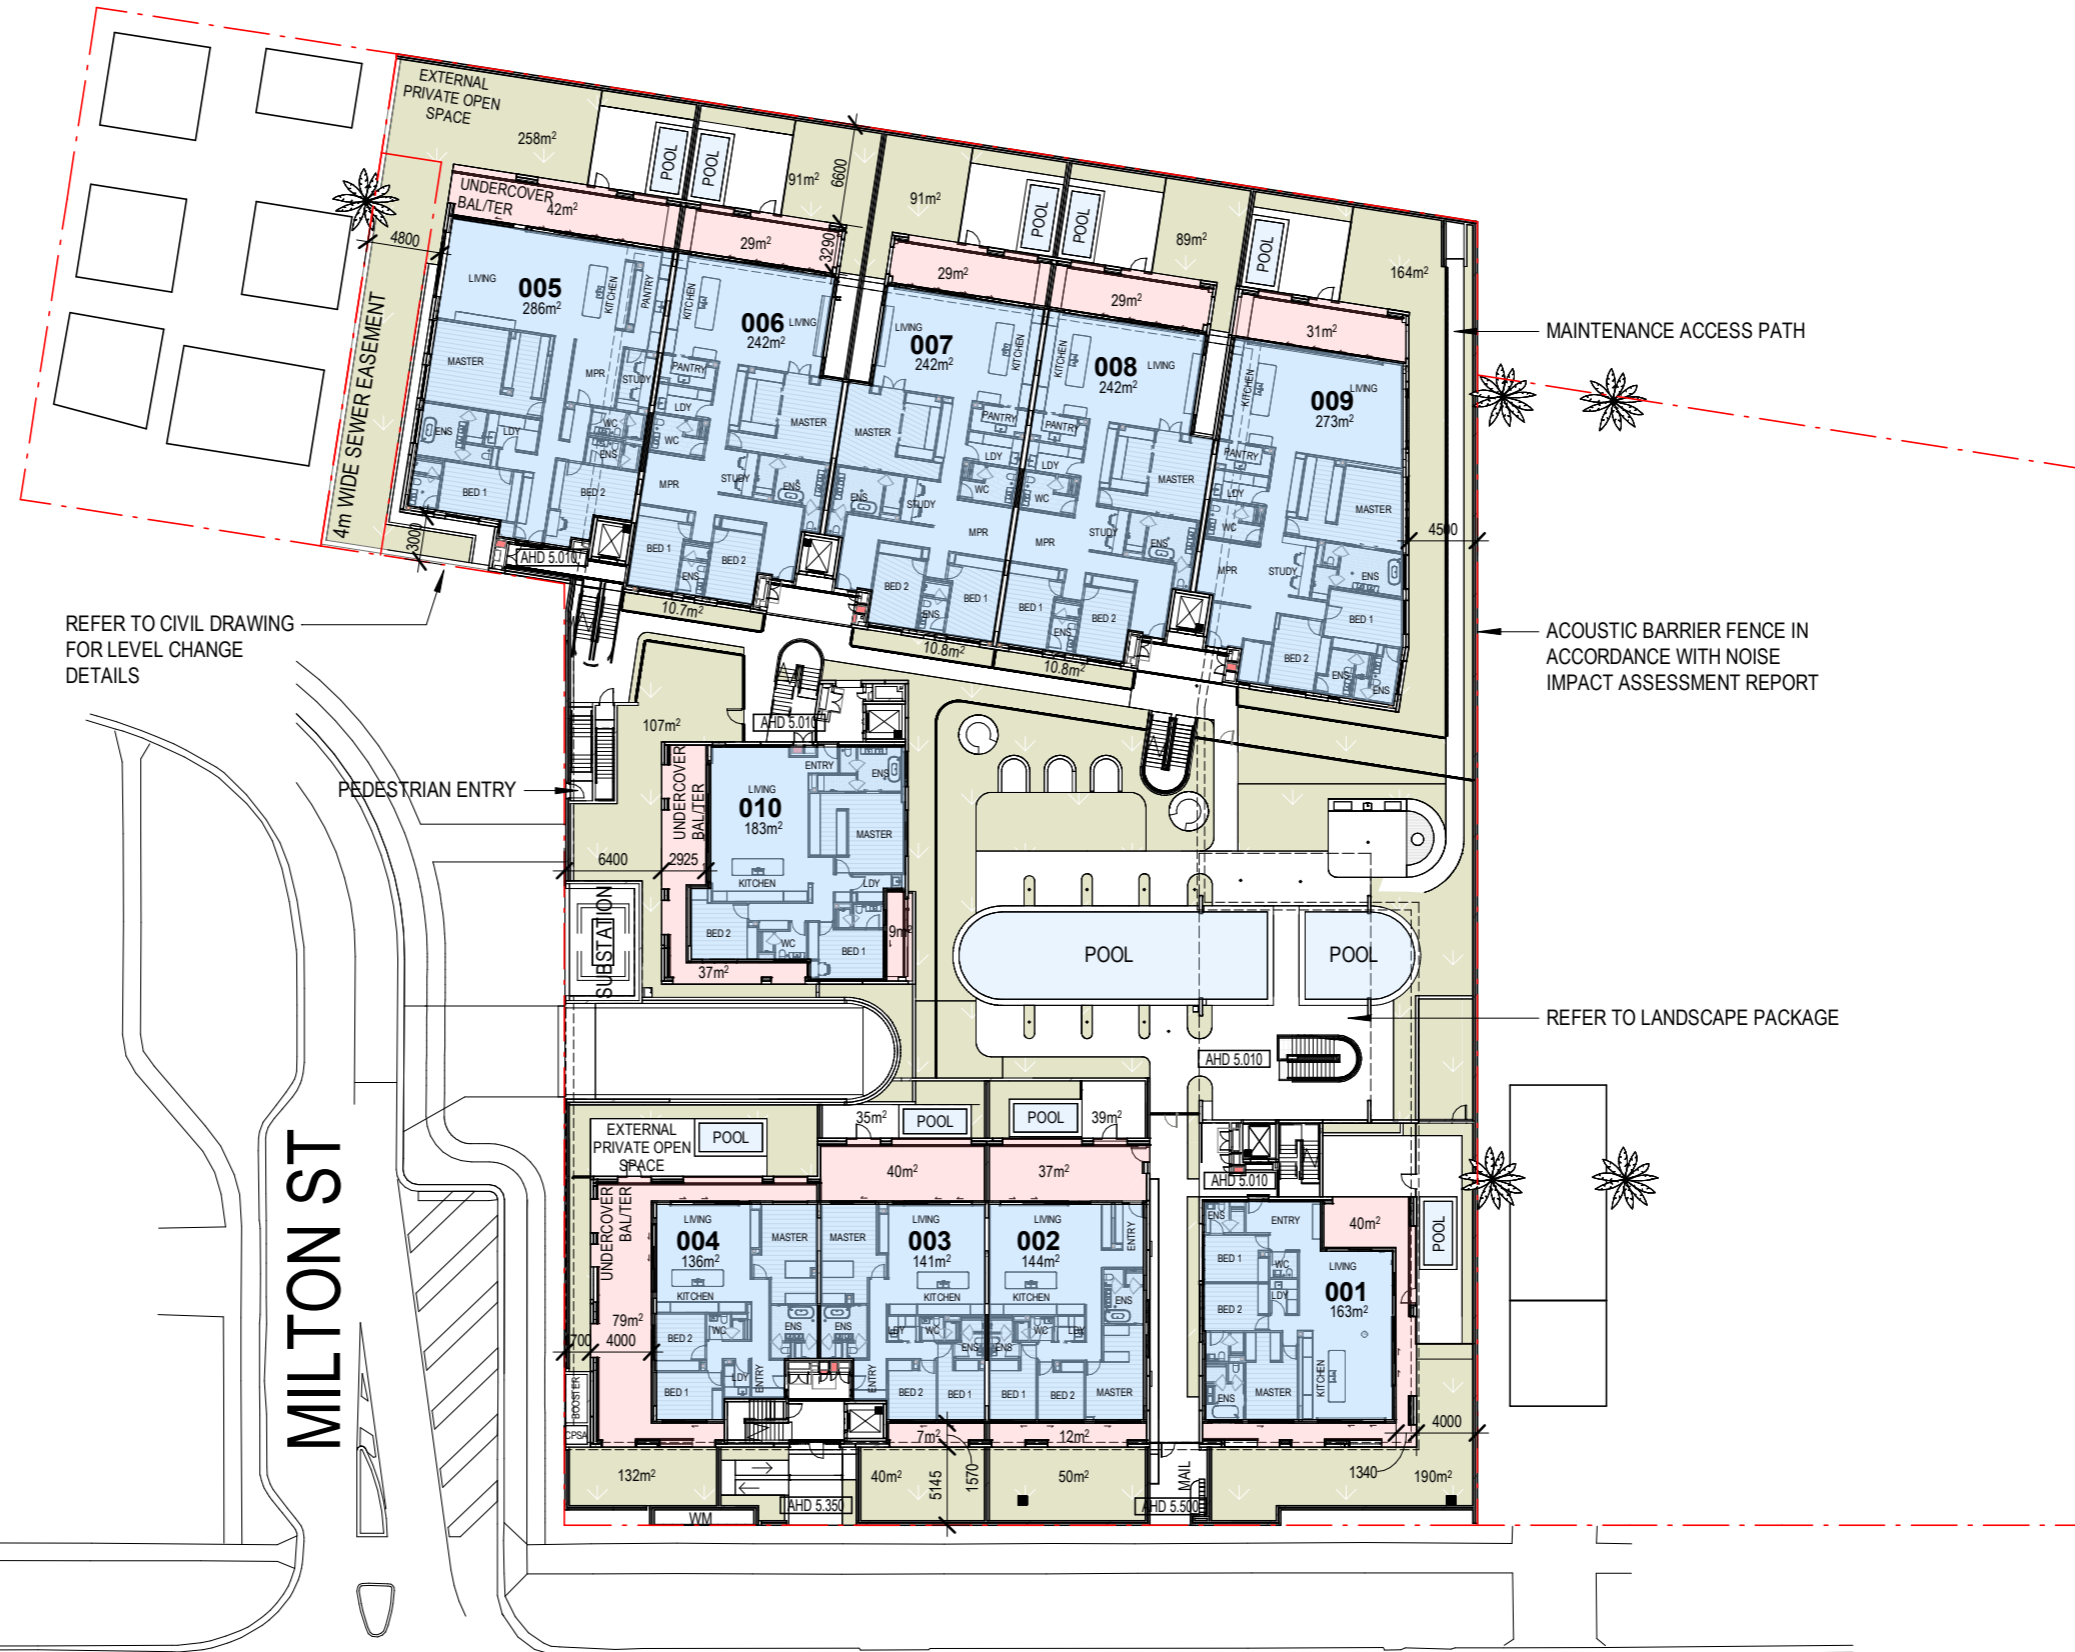 EXTERNAL
PRIVATE OPEN
SPACE
258m²
POOL
POOL
91m²
6600
91m²
POOL
POOL
89m²
POOL
164m²
UNDERCOVER
BAL/TER
42m²
29m²
3290
29m²
29m²
31m²
4800
4m WIDE SEWER EASEMENT
3000
LIVING
005
286m²
KITCHEN
PANTRY
MASTER
MPR
STUDY
ENS
LDY
WC
ENS
BED 1
BED 2
AHD 5.010
KITCHEN
006
242m²
LIVING
PANTRY
LDY
WC
MASTER
MPR
STUDY
ENS
BED 1
ENS
BED 2
10.7m²
LIVING
007
242m²
KITCHEN
MASTER
PANTRY
LDY
WC
ENS
STUDY
MPR
BED 2
ENS
BED 1
10.8m²
KITCHEN
008
242m²
LIVING
PANTRY
LDY
WC
MASTER
STUDY
MPR
ENS
BED 1
ENS
BED 2
10.8m²
KITCHEN
LIVING
009
273m²
PANTRY
LDY
WC
MASTER
MPR
STUDY
ENS
BED 1
BED 2
ENS
ENS
4500
MAINTENANCE ACCESS PATH
ACOUSTIC BARRIER FENCE IN
ACCORDANCE WITH NOISE
IMPACT ASSESSMENT REPORT
REFER TO CIVIL DRAWING
FOR LEVEL CHANGE
DETAILS
PEDESTRIAN ENTRY
107m²
AHD 5.010
UNDERCOVER
BAL/TER
ENTRY
ENS
LIVING
010
183m²
MASTER
KITCHEN
LDY
BED 2
WC
BED 1
9m²
37m²
6400
2925
SUBSTATION
POOL
POOL
REFER TO LANDSCAPE PACKAGE
AHD 5.010
EXTERNAL
PRIVATE OPEN
SPACE
POOL
35m²
POOL
POOL
39m²
40m²
37m²
AHD 5.010
UNDERCOVER
BAL/TER
79m²
700
4000
LIVING
004
136m²
KITCHEN
MASTER
BED 2
WC
ENS
LDY
BED 1
ENTRY
MASTER
LIVING
003
141m²
KITCHEN
ENS
LDY
WC
ENS
ENTRY
BED 2
BED 1
LIVING
002
144m²
KITCHEN
ENTRY
ENS
ENS
WC
LDY
BED 1
BED 2
MASTER
ENS
ENTRY
40m²
POOL
BED 1
WC
LDY
LIVING
001
163m²
BED 2
KITCHEN
ENS
MASTER
4000
BOOSTER
CPSA
7m²
12m²
132m²
40m²
5145
1570
50m²
MAIL
1340
190m²
AHD 5.350
AHD 5.500
WM
MILTON ST